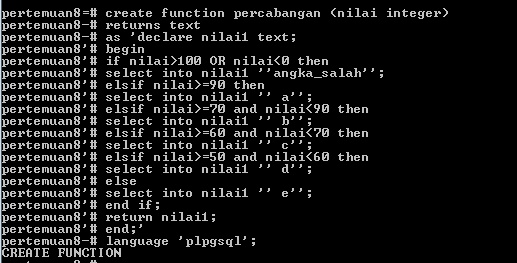 pertemuan8=# create function percabangan (nilai integer)
pertemuan8-# returns text
pertemuan8-# as 'declare nilai1 text;
pertemuan8'# begin
pertemuan8'# if nilai>100 OR nilai<0 then
pertemuan8'# select into nilai1 ''angka_salah'';
pertemuan8'# elsif nilai>=90 then
pertemuan8'# select into nilai1 '' a'';
pertemuan8'# elsif nilai>=70 and nilai<90 then
pertemuan8'# select into nilai1 '' b'';
pertemuan8'# elsif nilai>=60 and nilai<70 then
pertemuan8'# select into nilai1 '' c'';
pertemuan8'# elsif nilai>=50 and nilai<60 then
pertemuan8'# select into nilai1 '' d'';
pertemuan8'# else
pertemuan8'# select into nilai1 '' e'';
pertemuan8'# end if;
pertemuan8'# return nilai1;
pertemuan8'# end;'
pertemuan8-# language 'plpgsql';
CREATE FUNCTION